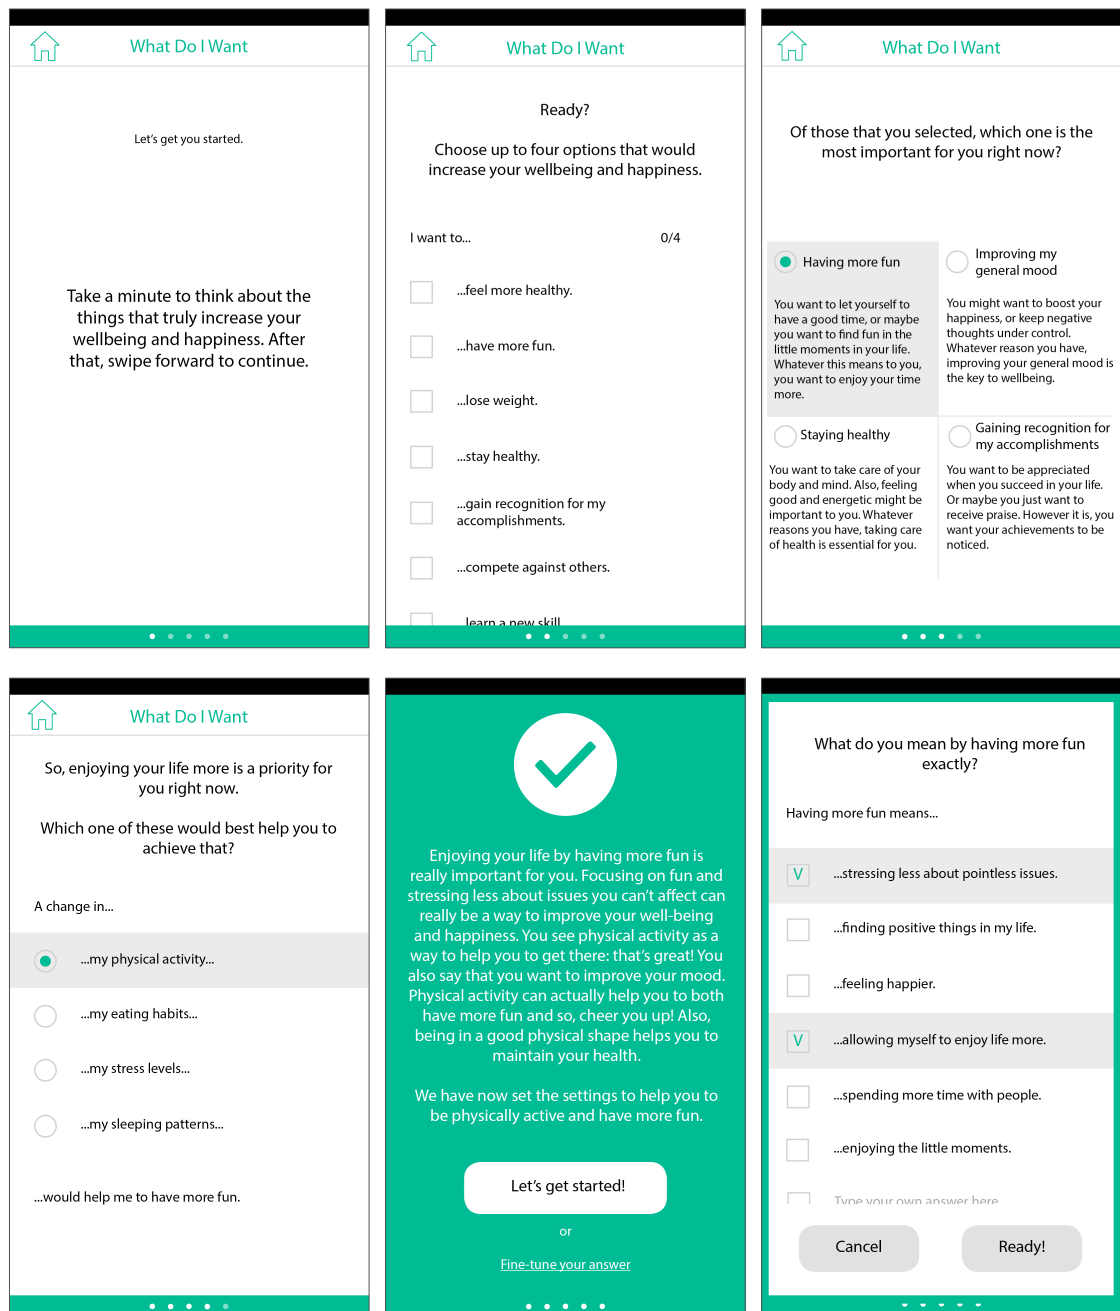 What Do I Want
Let's get you started.
Take a minute to think about the
things that truly increase your
wellbeing and happiness. After
that, swipe forward to continue.
What Do I Want
Ready?
Choose up to four options that would
increase your wellbeing and happiness.
I want to... 0/4
...feel more healthy.
...have more fun.
...lose weight.
...stay healthy.
...gain recognition for my
accomplishments.
...compete against others.
...learn a new skill
What Do I Want
Of those that you selected, which one is the
most important for you right now?
Having more fun
You want to let yourself to
have a good time, or maybe
you want to find fun in the
little moments in your life.
Whatever this means to you,
you want to enjoy your time
more.
Improving my
general mood
You might want to boost your
happiness, or keep negative
thoughts under control.
Whatever reason you have,
improving your general mood is
the key to wellbeing.
Staying healthy
You want to take care of your
body and mind. Also, feeling
good and energetic might be
important to you. Whatever
reasons you have, taking care
of health is essential for you.
Gaining recognition for
my accomplishments
You want to be appreciated
when you succeed in your life.
Or maybe you just want to
receive praise. However it is, you
want your achievements to be
noticed.
What Do I Want
So, enjoying your life more is a priority for
you right now.
Which one of these would best help you to
achieve that?
A change in...
...my physical activity...
...my eating habits...
...my stress levels...
...my sleeping patterns...
...would help me to have more fun.
Enjoying your life by having more fun is
really important for you. Focusing on fun and
stressing less about issues you can't affect can
really be a way to improve your well-being
and happiness. You see physical activity as a
way to help you to get there: that's great! You
also say that you want to improve your mood.
Physical activity can actually help you to both
have more fun and so, cheer you up! Also,
being in a good physical shape helps you to
maintain your health.
We have now set the settings to help you to
be physically active and have more fun.
Let's get started!
or
Fine-tune your answer
What do you mean by having more fun
exactly?
Having more fun means...
V ...stressing less about pointless issues.
...finding positive things in my life.
...feeling happier.
V ...allowing myself to enjoy life more.
...spending more time with people.
...enjoying the little moments.
Type your own answer here
Cancel Ready!